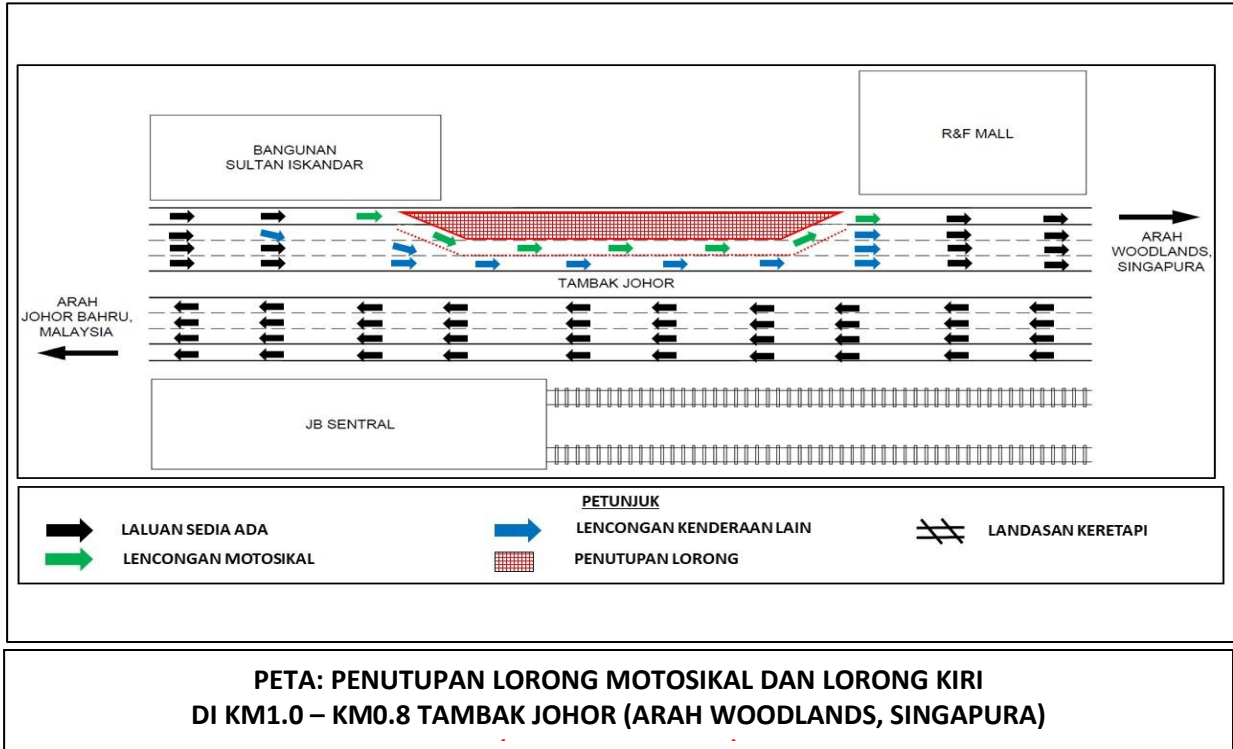 BANGUNAN
SULTAN ISKANDAR
R&F MALL
ARAH
WOODLANDS,
SINGAPURA
TAMBAK JOHOR
ARAH
JOHOR BAHRU,
MALAYSIA
JB SENTRAL
PETUNJUK
LALUAN SEDIA ADA
LENCONGAN KENDERAAN LAIN
LANDASAN KERETAPI
LENCONGAN MOTOSIKAL
PENUTUPAN LORONG
PETA: PENUTUPAN LORONG MOTOSIKAL DAN LORONG KIRI
DI KM1.0 – KM0.8 TAMBAK JOHOR (ARAH WOODLANDS, SINGAPURA)